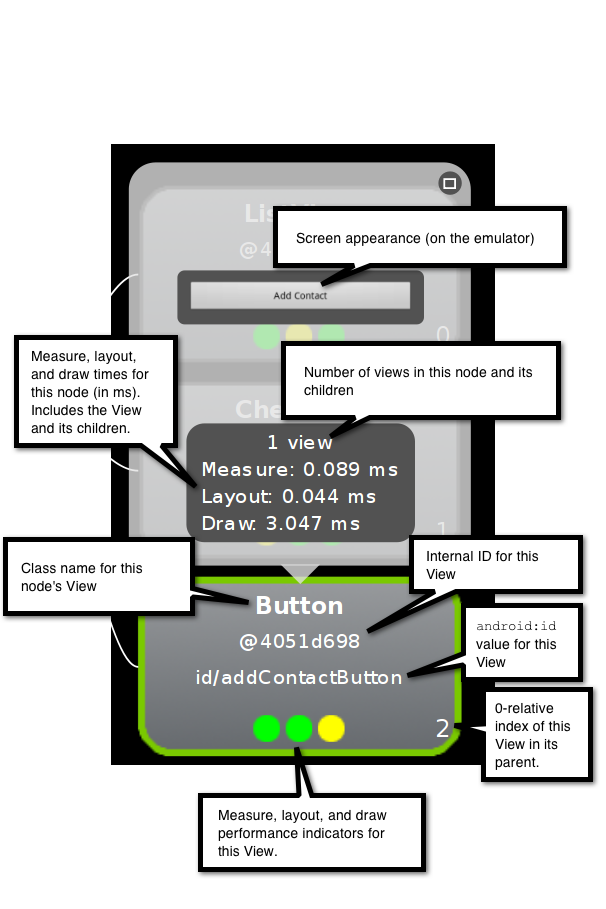 Lis
@4
Screen appearance (on the emulator)
Add Contact
0
Measure, layout,
and draw times for
this node (in ms).
Includes the View
and its children.
Number of views in this node and its
children
Che
1 view
Measure: 0.089 ms
Layout: 0.044 ms
Draw: 3.047 ms
1
Class name for this
node's View
Internal ID for this
View
Button
@4051d698
android:id
value for this
View
id/addContactButton
0-relative
index of this
View in its
parent.
2
Measure, layout, and draw
performance indicators for
this View.